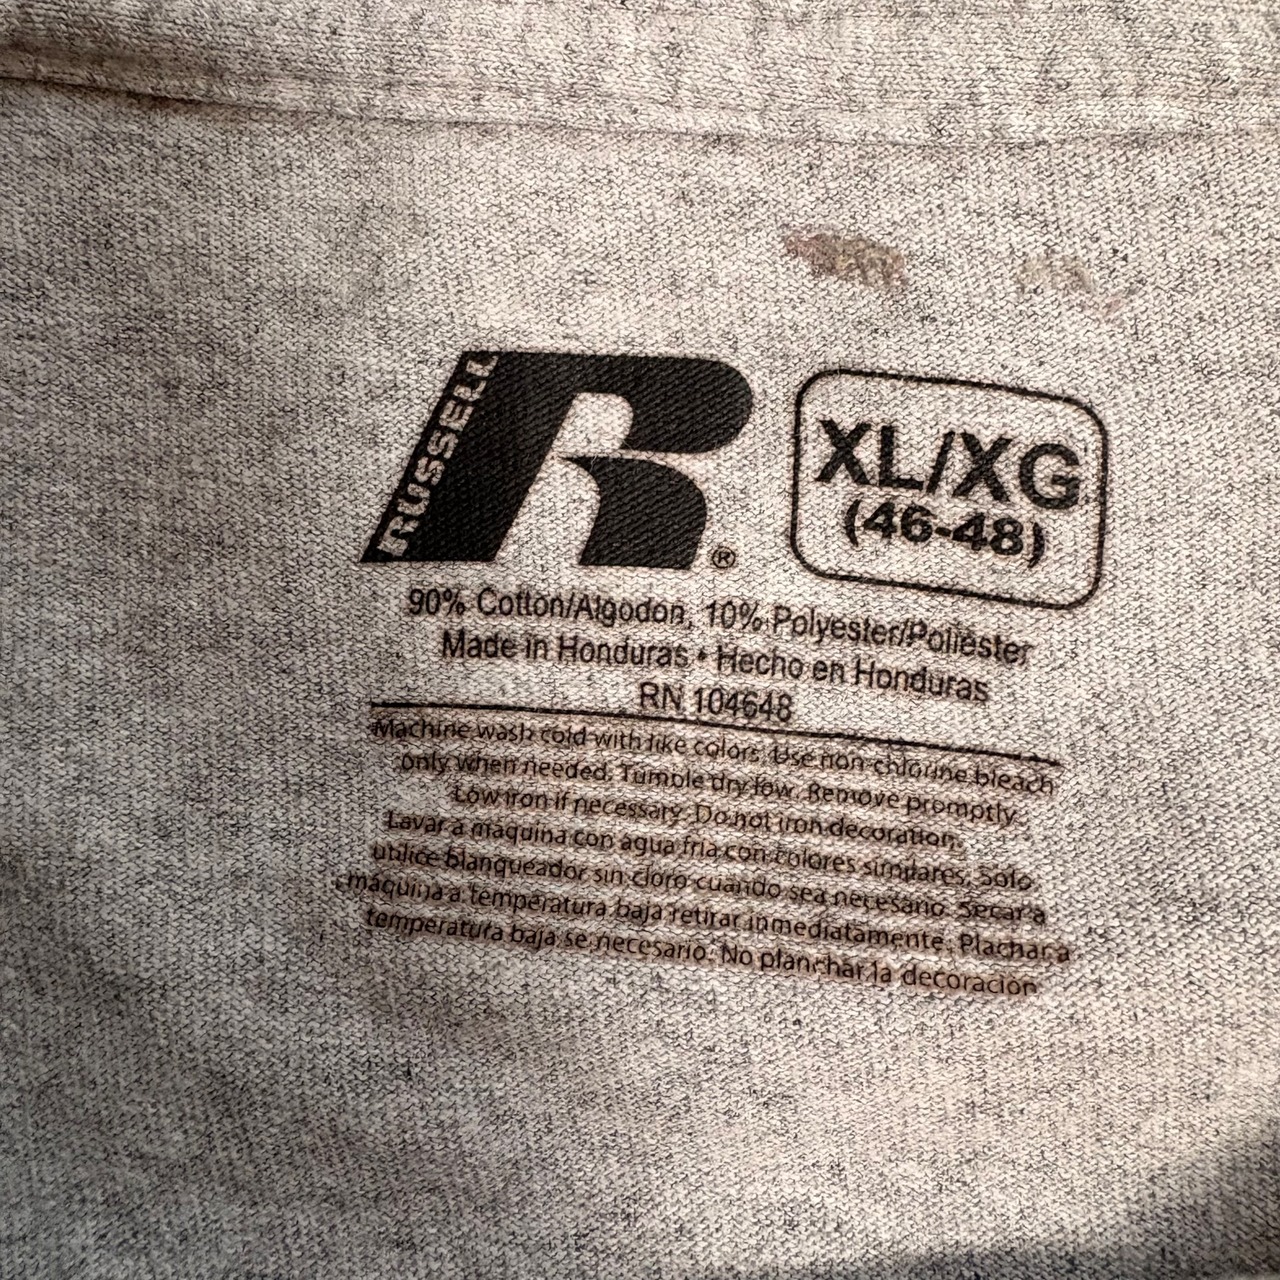 RUSSELL
R®
XL/XG
(46-48)
90% Cotton/Algodon, 10% Polyester/Poliester
Made in Honduras • Hecho en Honduras
RN 104648
Machine wash cold with like colors. Use non-chlorine bleach
only when needed. Tumble dry low. Remove promptly.
Low iron if necessary. Do not iron decoration.
Lavar a maquina con agua fria con colores similares. Solo
utilice blanqueador sin cloro cuando sea necesario. Secar a
máquina a temperatura baja retirar inmediatamente. Planchar a
temperatura baja se necesario. No planchar la decoracion